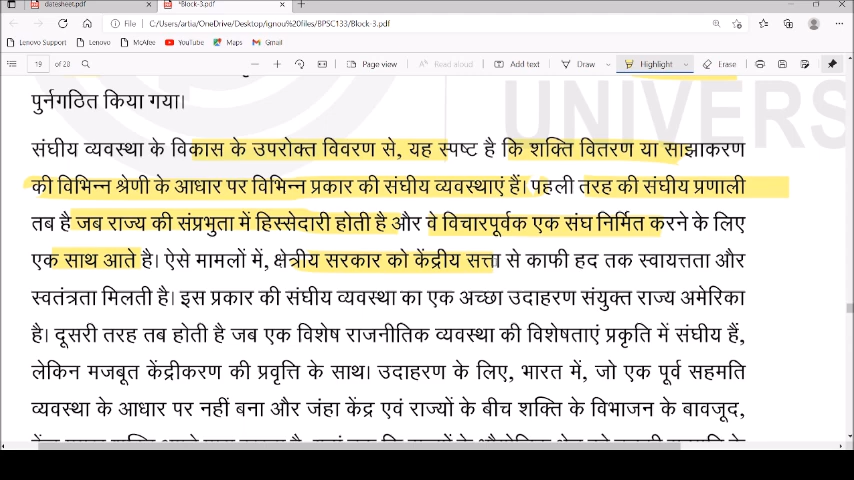 datesheet.pdf
*Block-3.pdf
File C:/Users/artia/OneDrive/Desktop/ignou%20files/BPSC133/Block-3.pdf
Lenovo Support Lenovo McAfee YouTube Maps Gmail
19 of 28 Page view Read aloud Add text Draw Highlight Erase
पुर्नगठित किया गया।
UNIVERS
संघीय व्यवस्था के विकास के उपरोक्त विवरण से, यह स्पष्ट है कि शक्ति वितरण या साझाकरण
की विभिन्न श्रेणी के आधार पर विभिन्न प्रकार की संघीय व्यवस्थाएं हैं। पहली तरह की संघीय प्रणाली
तब है जब राज्य की संप्रभुता में हिस्सेदारी होती है और वे विचारपूर्वक एक संघ निर्मित करने के लिए
एक साथ आते है। ऐसे मामलों में, क्षेत्रीय सरकार को केंद्रीय सत्ता से काफी हद तक स्वायत्तता और
स्वतंत्रता मिलती है। इस प्रकार की संघीय व्यवस्था का एक अच्छा उदाहरण संयुक्त राज्य अमेरिका
है। दूसरी तरह तब होती है जब एक विशेष राजनीतिक व्यवस्था की विशेषताएं प्रकृति में संघीय हैं,
लेकिन मजबूत केंद्रीकरण की प्रवृत्ति के साथ। उदाहरण के लिए, भारत में, जो एक पूर्व सहमति
व्यवस्था के आधार पर नहीं बना और जंहा केंद्र एवं राज्यों के बीच शक्ति के विभाजन के बावजूद,